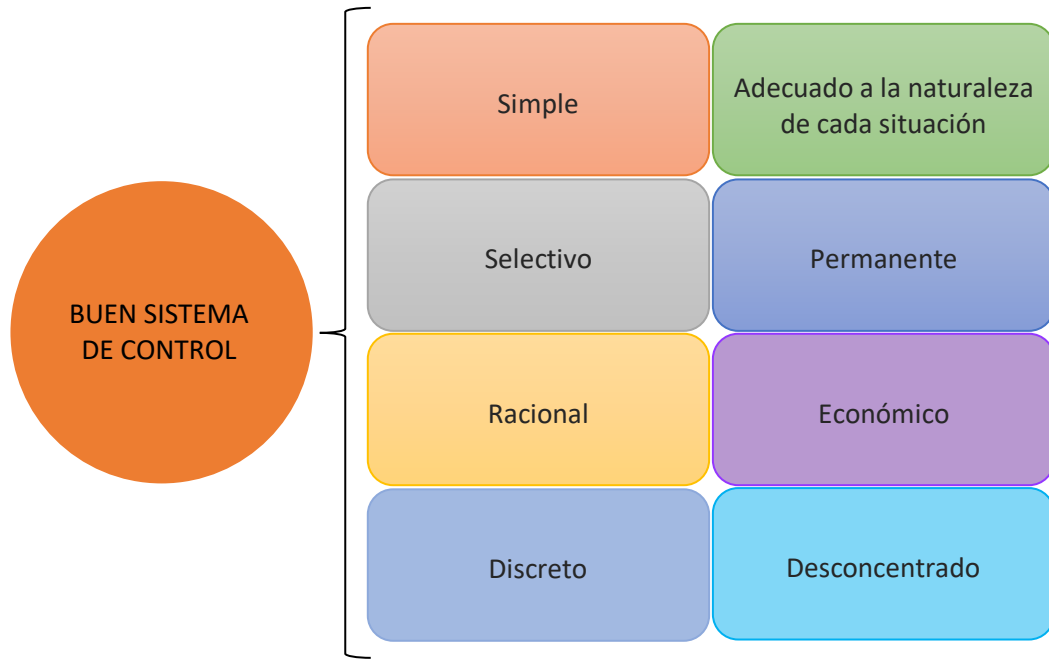 BUEN SISTEMA
DE CONTROL
Simple
Adecuado a la naturaleza
de cada situación
Selectivo
Permanente
Racional
Económico
Discreto
Desconcentrado